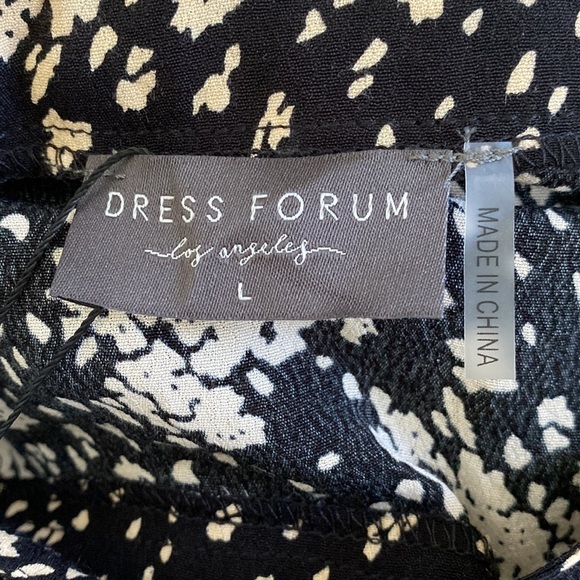 DRESS FORUM
los angeles
L
MADE IN CHINA